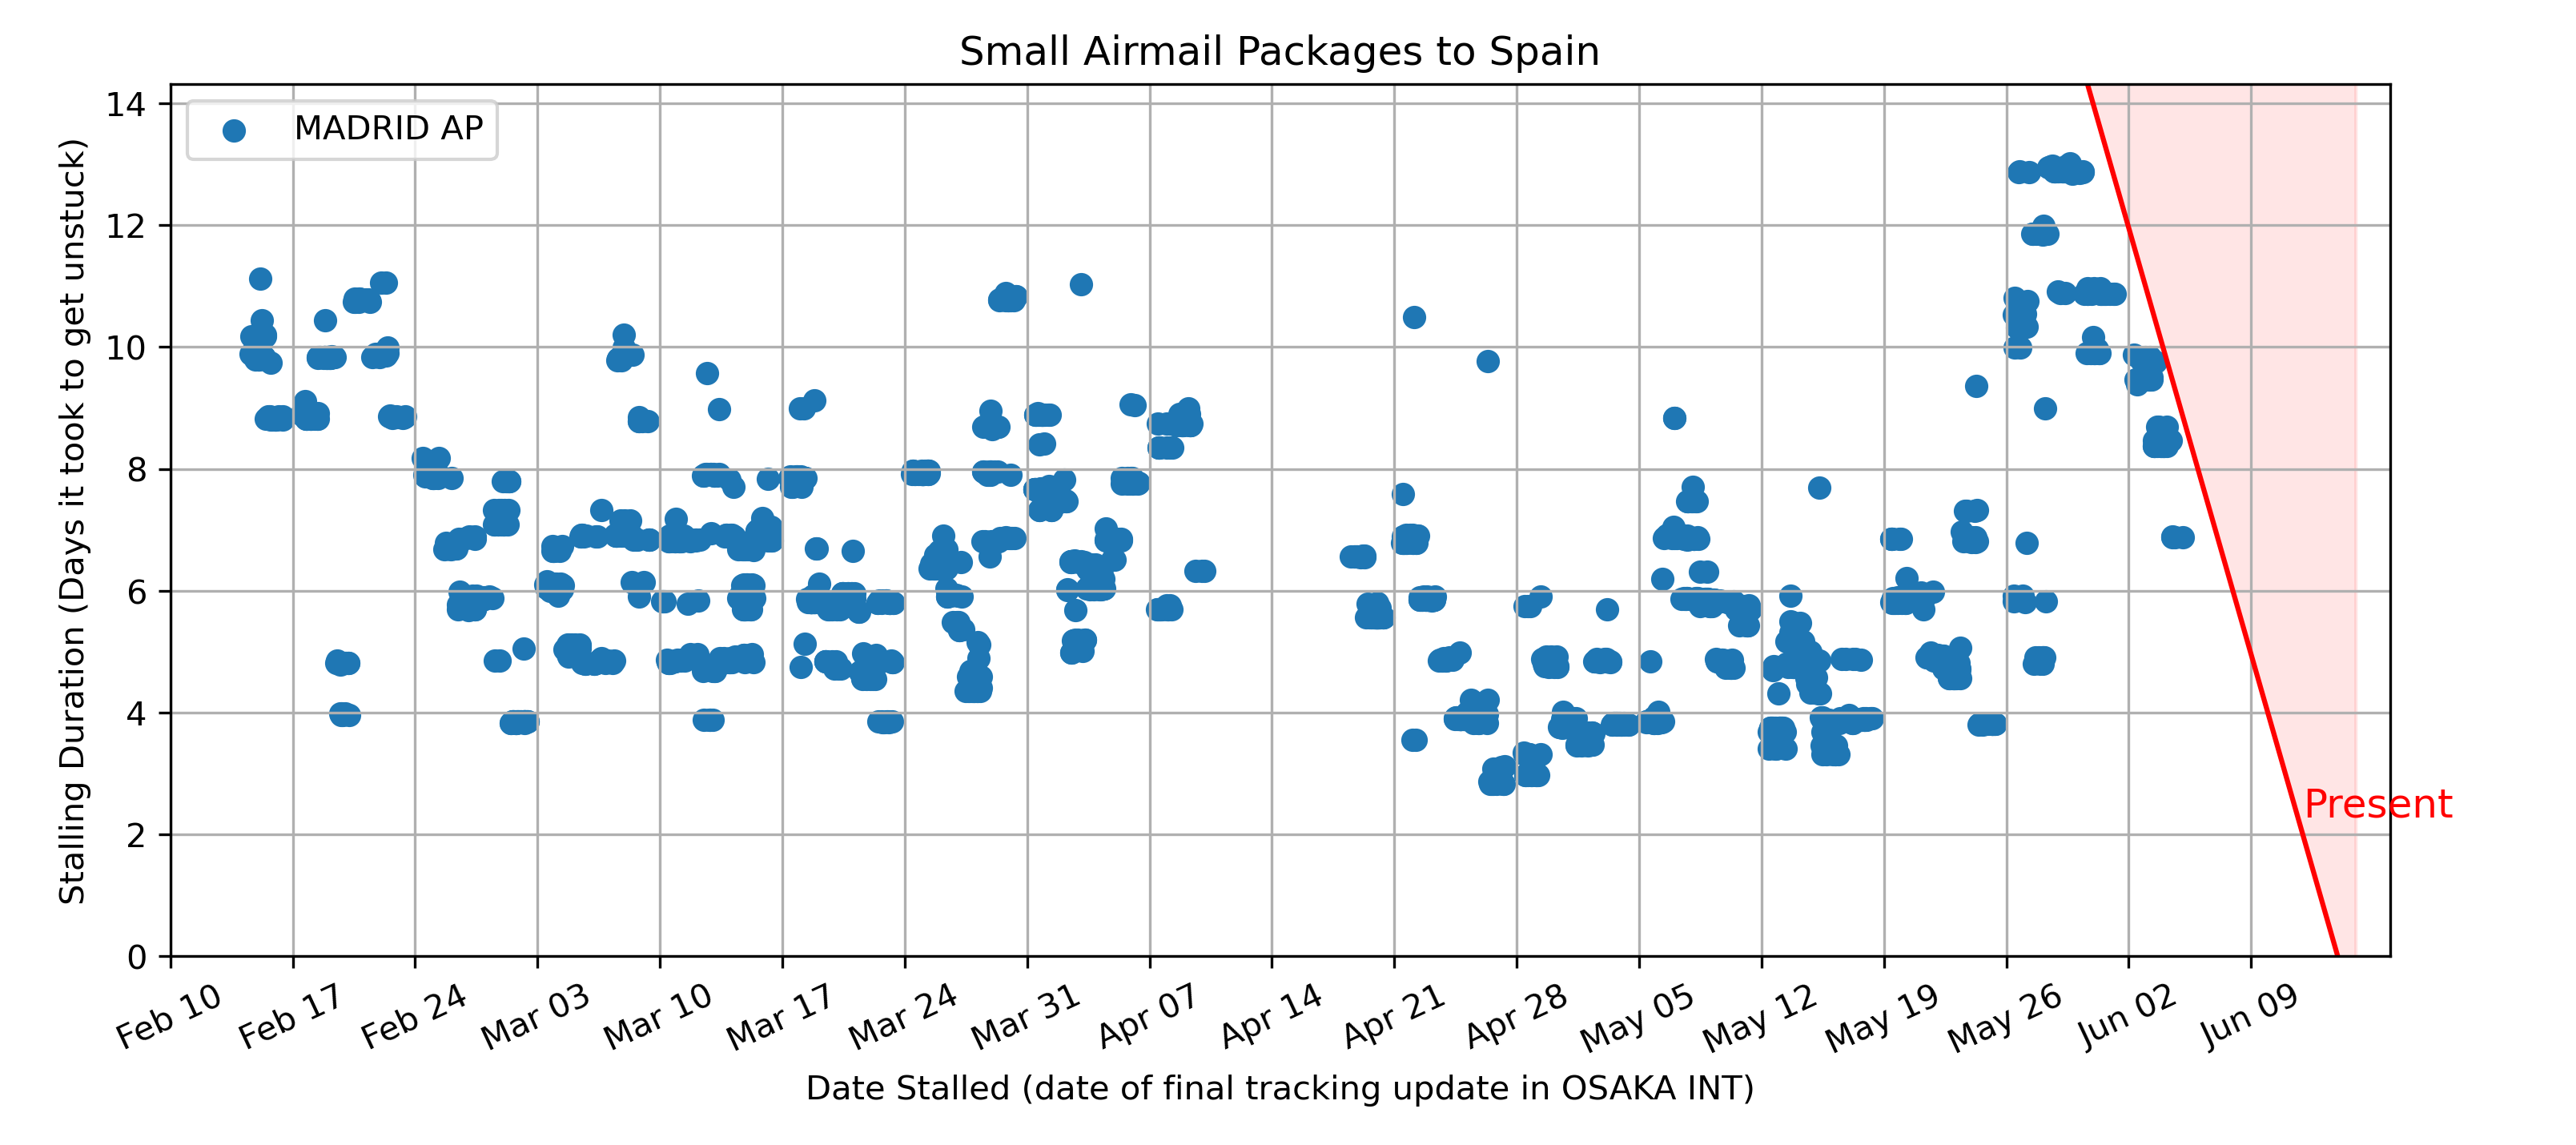 Small Airmail Packages to Spain
MADRID AP
Stalling Duration (Days it took to get unstuck)
14
12
10
8
6
4
2
0
Present
Feb 10
Feb 17
Feb 24
Mar 03
Mar 10
Mar 17
Mar 24
Mar 31
Apr 07
Apr 14
Apr 21
Apr 28
May 05
May 12
May 19
May 26
Jun 02
Jun 09
Date Stalled (date of final tracking update in OSAKA INT)